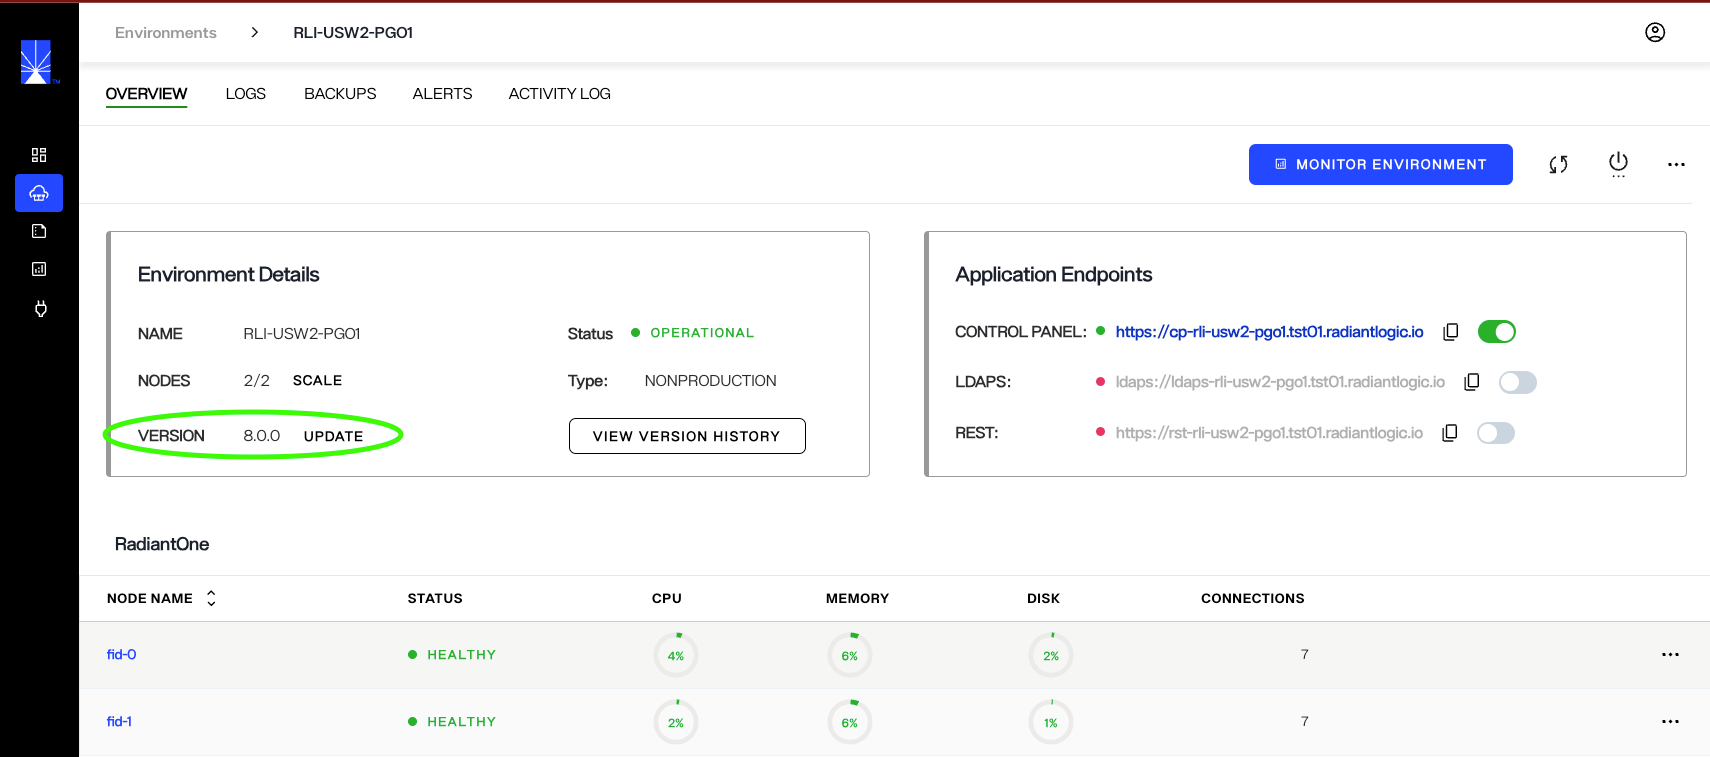 Environments > RLI-USW2-PG01
OVERVIEW LOGS BACKUPS ALERTS ACTIVITY LOG
MONITOR ENVIRONMENT
Environment Details
NAME RLI-USW2-PG01 Status OPERATIONAL
NODES 2/2 SCALE Type: NONPRODUCTION
VERSION 8.0.0 UPDATE VIEW VERSION HISTORY
Application Endpoints
CONTROL PANEL: https://cp-rli-usw2-pgo1.tst01.radiantlogic.io
LDAPS: ldaps://ldaps-rli-usw2-pgo1.tst01.radiantlogic.io
REST: https://rst-rli-usw2-pgo1.tst01.radiantlogic.io
RadiantOne
NODE NAME STATUS CPU MEMORY DISK CONNECTIONS
fid-0 HEALTHY 4% 6% 2% 7
fid-1 HEALTHY 2% 6% 1% 7